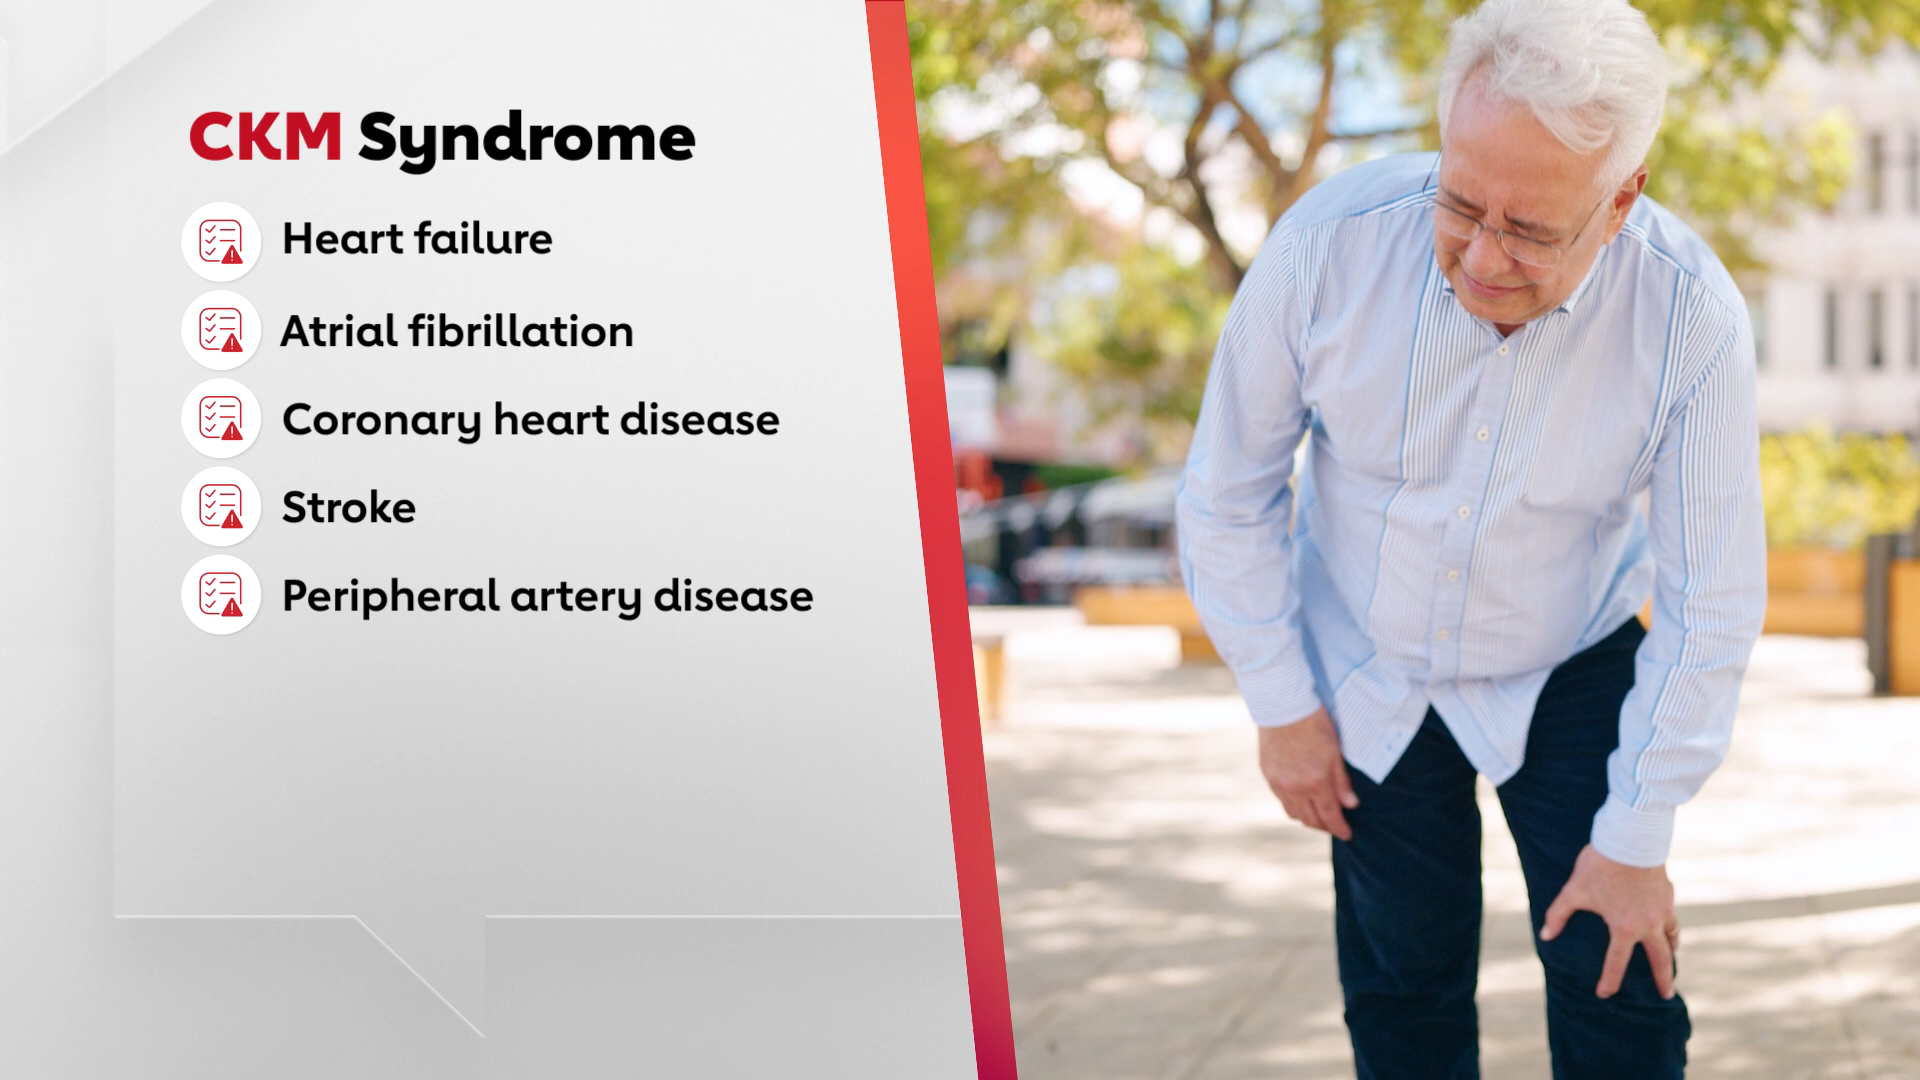 CKM Syndrome
Heart failure
Atrial fibrillation
Coronary heart disease
Stroke
Peripheral artery disease